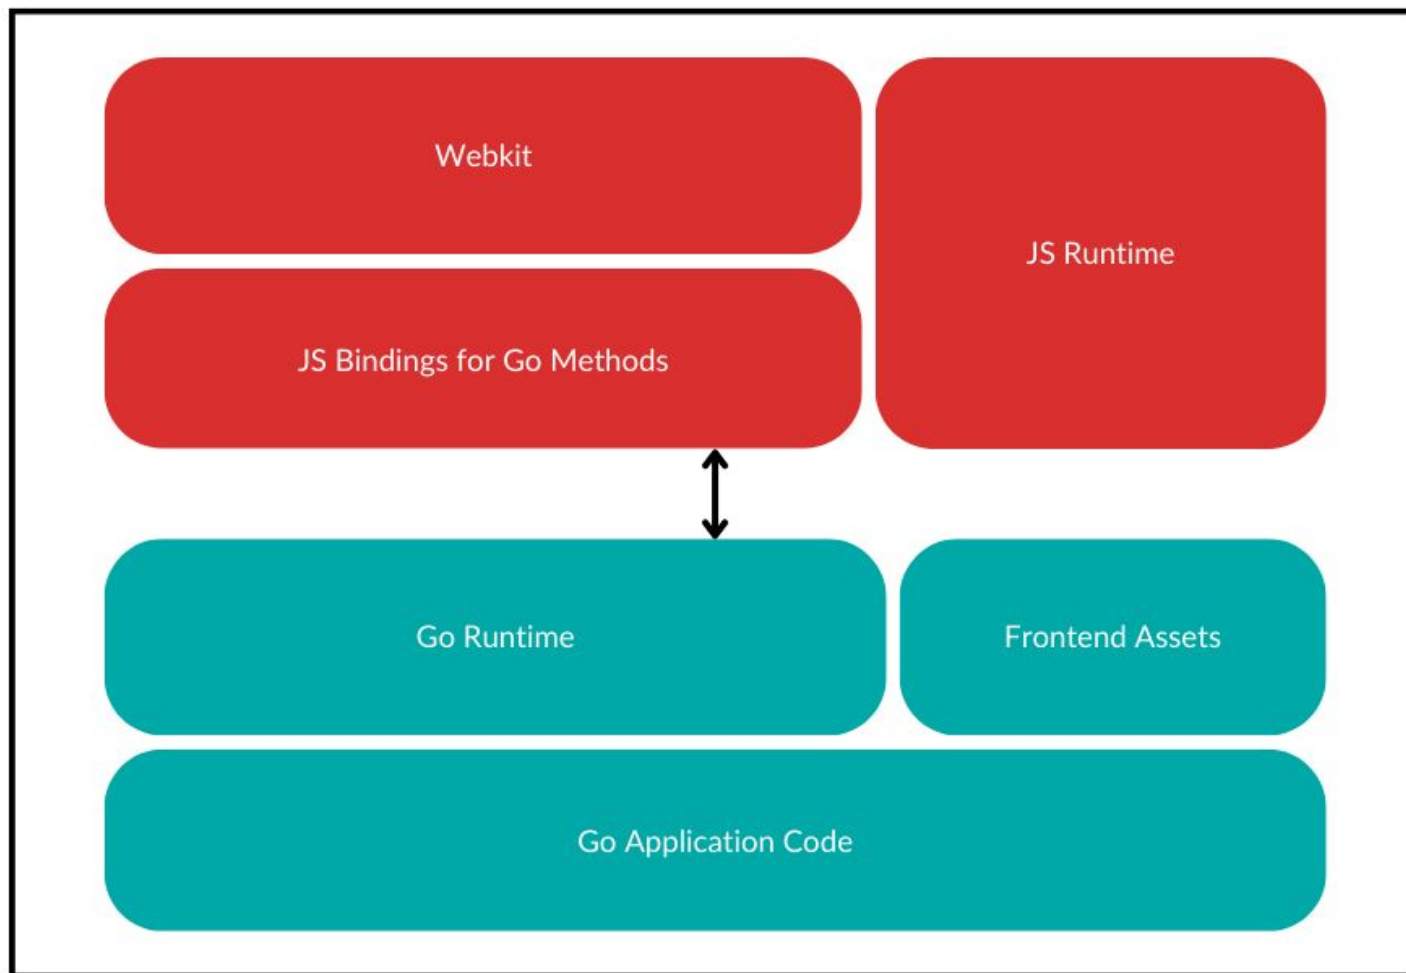 Webkit
JS Runtime
JS Bindings for Go Methods
Go Runtime
Frontend Assets
Go Application Code